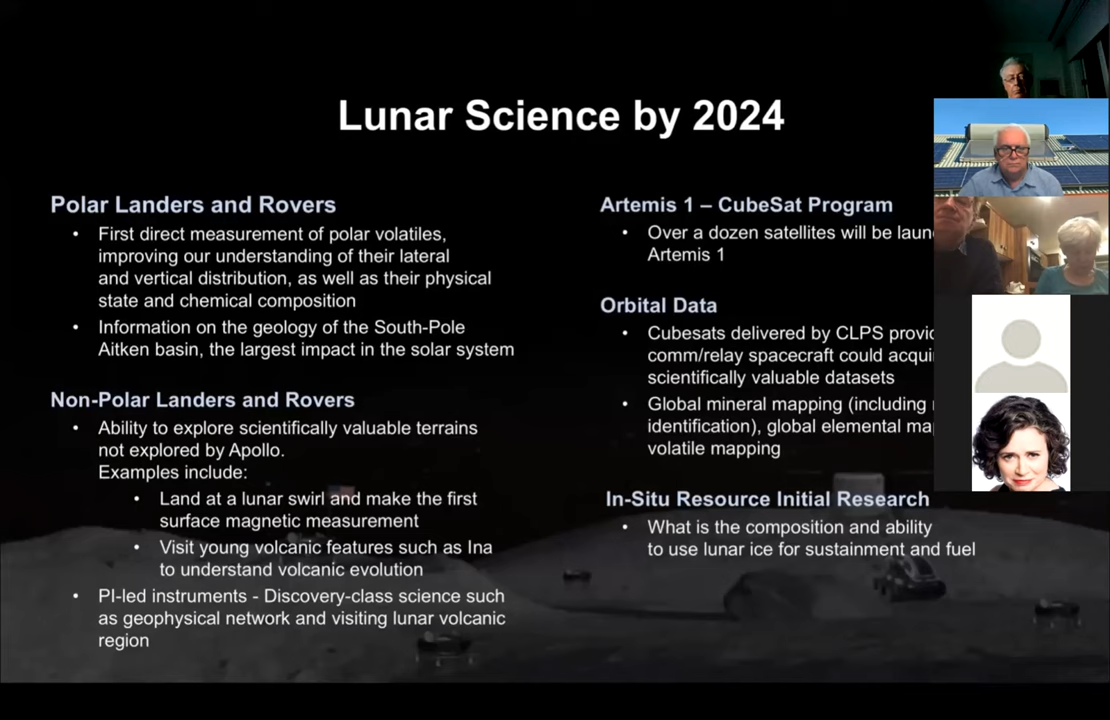 Lunar Science by 2024
Polar Landers and Rovers
• First direct measurement of polar volatiles,
improving our understanding of their lateral
and vertical distribution, as well as their physical
state and chemical composition
• Information on the geology of the South-Pole
Aitken basin, the largest impact in the solar system
Non-Polar Landers and Rovers
• Ability to explore scientifically valuable terrains
not explored by Apollo.
Examples include:
• Land at a lunar swirl and make the first
surface magnetic measurement
• Visit young volcanic features such as Ina
to understand volcanic evolution
• PI-led instruments - Discovery-class science such
as geophysical network and visiting lunar volcanic
region
Artemis 1 – CubeSat Program
• Over a dozen satellites will be
Artemis 1
Orbital Data
• Cubesats delivered by CLPS
comm/relay spacecraft could
scientifically valuable datasets
• Global mineral mapping (including
identification), global elemental
volatile mapping
In-Situ Resource Initial Research
• What is the composition and ability
to use lunar ice for sustainment and fuel